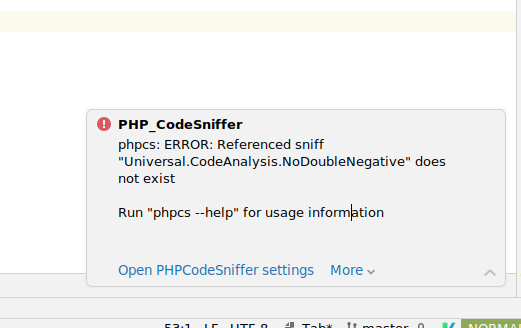 PHP_CodeSniffer
phpcs: ERROR: Referenced sniff
"Universal.CodeAnalysis.NoDoubleNegative" does
not exist
Run "phpcs --help" for usage information
Open PHPCodeSniffer settings More
53:1 LF UTF-8 Tab* master NORMA